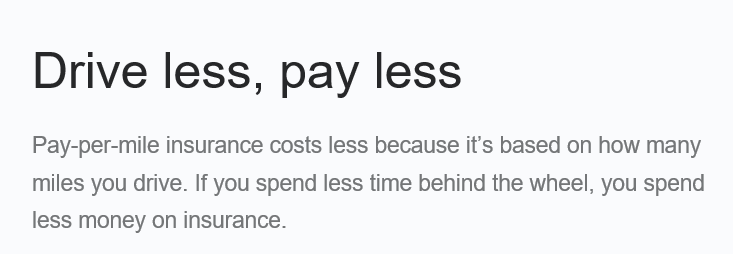 Drive less, pay less
Pay-per-mile insurance costs less because it’s based on how many
miles you drive. If you spend less time behind the wheel, you spend
less money on insurance.